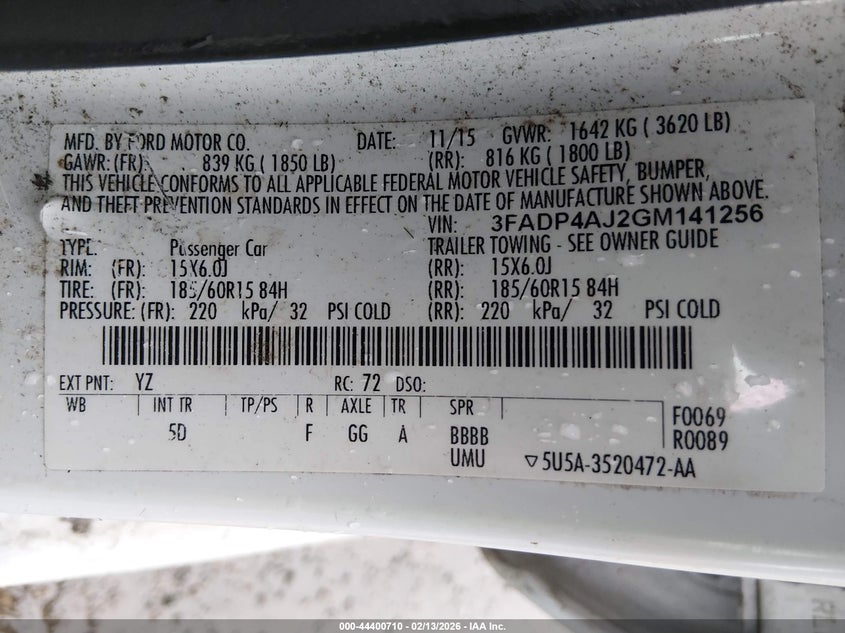 MFD. BY FORD MOTOR CO. DATE: 11/15 GVWR: 1642 KG ( 3620 LB)
GAWR: (FR): 839 KG ( 1850 LB) (RR): 816 KG ( 1800 LB)
THIS VEHICLE CONFORMS TO ALL APPLICABLE FEDERAL MOTOR VEHICLE SAFETY, BUMPER,
AND THEFT PREVENTION STANDARDS IN EFFECT ON THE DATE OF MANUFACTURE SHOWN ABOVE.
VIN: 3FADP4AJ2GM141256
TYPE: Passenger Car TRAILER TOWING - SEE OWNER GUIDE
RIM: (FR): 15X6.0J (RR): 15X6.0J
TIRE: (FR): 185/60R15 84H (RR): 185/60R15 84H
PRESSURE: (FR): 220 kPa/ 32 PSI COLD (RR): 220 kPa/ 32 PSI COLD
EXT PNT: YZ RC: 72 DSO:
WB INT TR TP/PS R AXLE TR SPR F0069
5D F GG A BBBB R0089
UMU ▽5U5A-3520472-AA
000-44400710 - 02/13/2026 - IAA Inc.